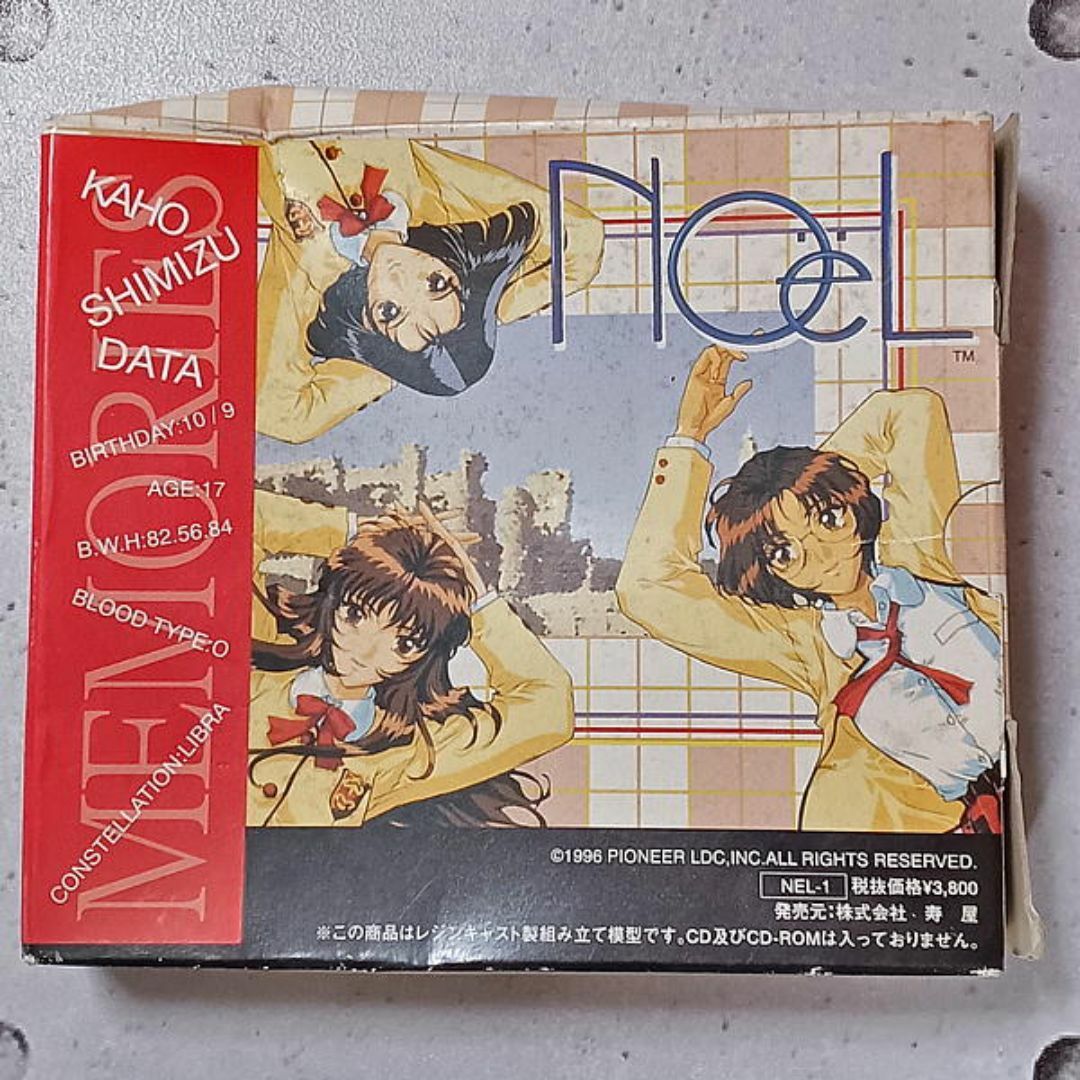 KAHO
SHIMIZU
DATA
BIRTHDAY:10/9
AGE:17
B.W.H:82.56.84
BLOOD TYPE:O
CONSTELLATION:LIBRA
MEMORIES
NOëL
TM
©1996 PIONEER LDC,INC.ALL RIGHTS RESERVED.
NEL-1 税抜価格¥3,800
発売元:株式会社 寿 屋
※この商品はレジンキャスト製組み立て模型です。CD及びCD-ROMは入っておりません。